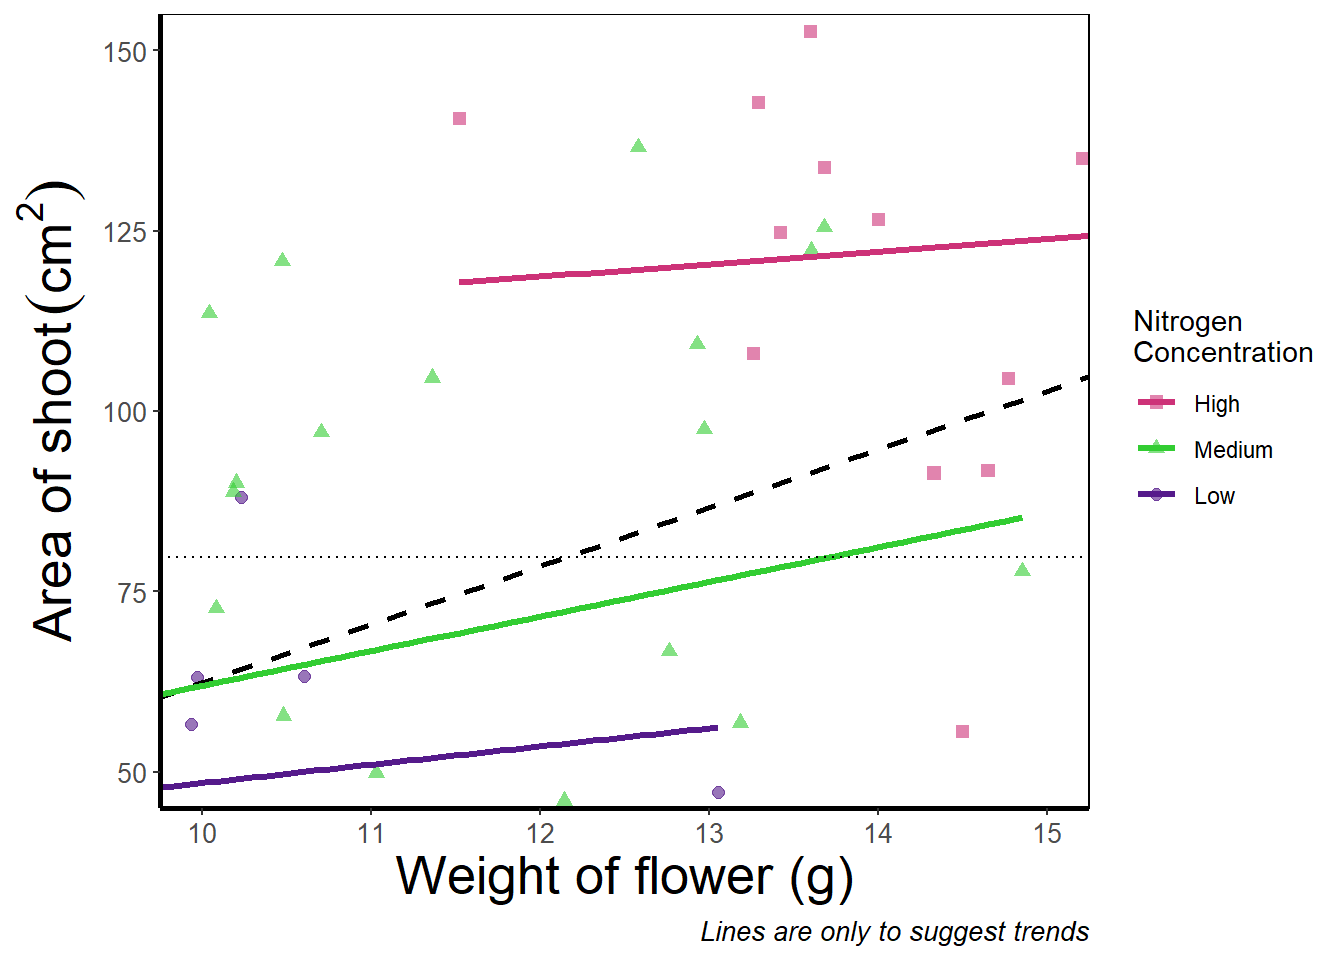 150
125
100
75
50
Area of shoot(cm²)
10 11 12 13 14 15
Weight of flower (g)
Lines are only to suggest trends
Nitrogen
Concentration
High
Medium
Low